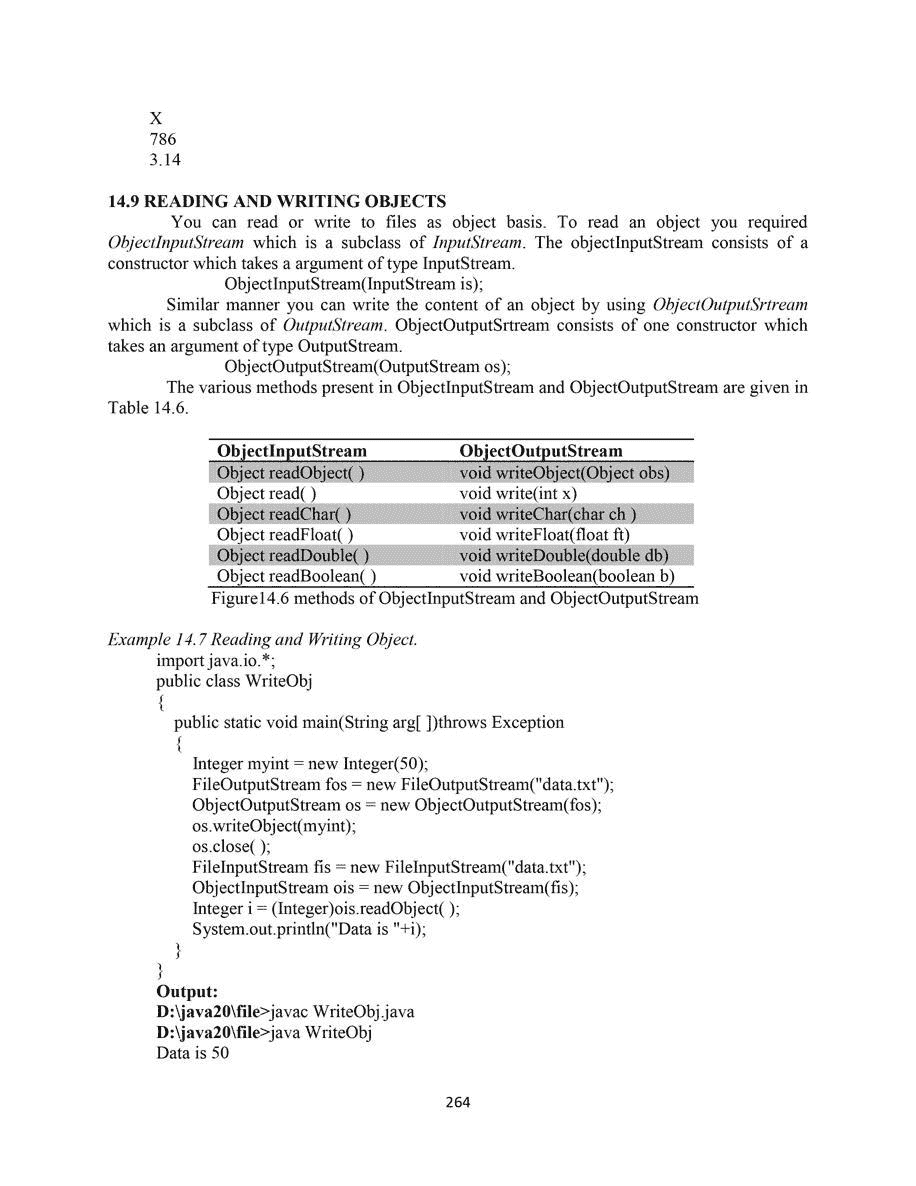 X
786
3.14
14.9 READING AND WRITING OBJECTS
You can read or write to files as object basis. To read an object you required
ObjectInputStream which is a subclass of InputStream. The objectInputStream consists of a
constructor which takes a argument of type InputStream.
ObjectInputStream(InputStream is);
Similar manner you can write the content of an object by using ObjectOutputSrtream
which is a subclass of OutputStream. ObjectOutputSrtream consists of one constructor which
takes an argument of type OutputStream.
ObjectOutputStream(OutputStream os);
The various methods present in ObjectInputStream and ObjectOutputStream are given in
Table 14.6.
ObjectInputStream ObjectOutputStream
Object readObject( ) void writeObject(Object obs)
Object read( ) void write(int x)
Object readChar( ) void writeChar(char ch )
Object readFloat( ) void writeFloat(float ft)
Object readDouble( ) void writeDouble(double db)
Object readBoolean( ) void writeBoolean(boolean b)
Figure14.6 methods of ObjectInputStream and ObjectOutputStream
Example 14.7 Reading and Writing Object.
import java.io.*;
public class WriteObj
{
public static void main(String arg[ ])throws Exception
{
Integer myint = new Integer(50);
FileOutputStream fos = new FileOutputStream("data.txt");
ObjectOutputStream os = new ObjectOutputStream(fos);
os.writeObject(myint);
os.close( );
FileInputStream fis = new FileInputStream("data.txt");
ObjectInputStream ois = new ObjectInputStream(fis);
Integer i = (Integer)ois.readObject( );
System.out.println("Data is "+i);
}
}
Output:
D:\java20\file>javac WriteObj.java
D:\java20\file>java WriteObj
Data is 50
264